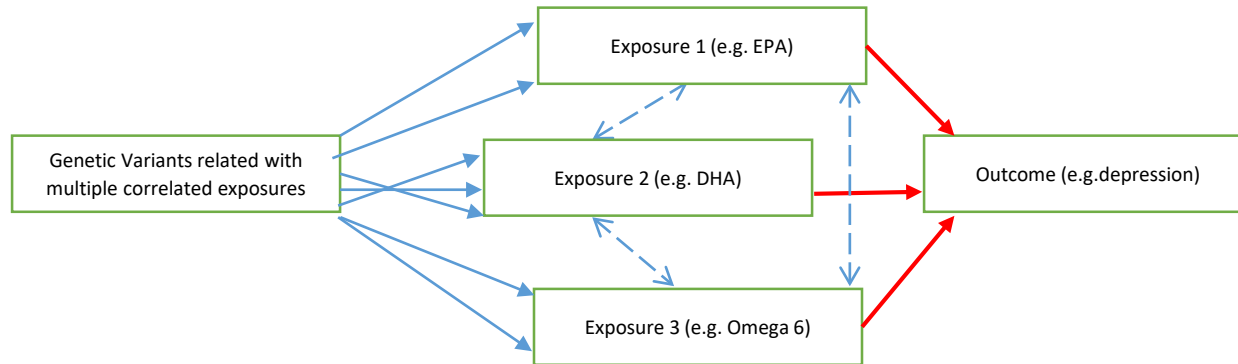 Exposure 1 (e.g. EPA)
Genetic Variants related with
multiple correlated exposures
Exposure 2 (e.g. DHA)
Outcome (e.g.depression)
Exposure 3 (e.g. Omega 6)